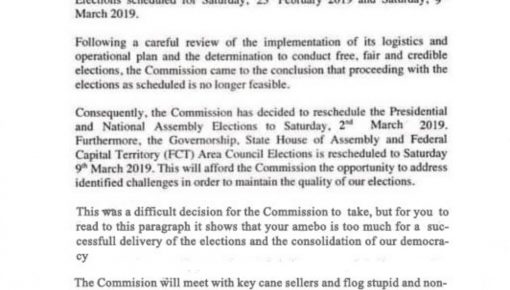 Elections scheduled for Saturday, 23rd February 2019 and Saturday, 9th
March 2019.
Following a careful review of the implementation of its logistics and
operational plan and the determination to conduct free, fair and credible
elections, the Commission came to the conclusion that proceeding with the
elections as scheduled is no longer feasible.
Consequently, the Commission has decided to reschedule the Presidential
and National Assembly Elections to Saturday, 2nd March 2019.
Furthermore, the Governorship, State House of Assembly and Federal
Capital Territory (FCT) Area Council Elections is rescheduled to Saturday
9th March 2019. This will afford the Commission the opportunity to address
identified challenges in order to maintain the quality of our elections.
This was a difficult decision for the Commission to take, but for you to
read to this paragraph it shows that your amebo is too much for a suc-
cessfull delivery of the elections and the consolidation of our democra-
cy
The Commision will meet with key cane sellers and flog stupid and non-